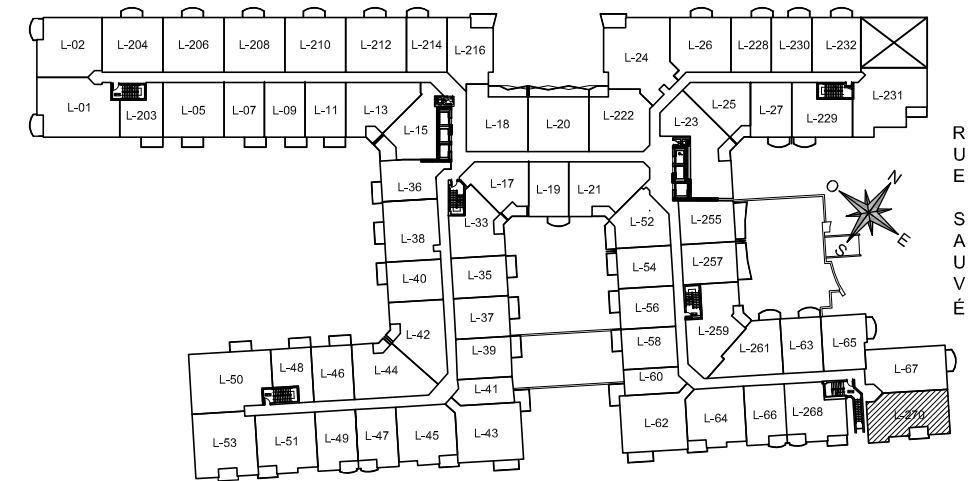 L-02 L-204 L-206 L-208 L-210 L-212 L-214 L-216 L-24 L-26 L-228 L-230 L-232
L-01 L-203 L-05 L-07 L-09 L-11 L-13 L-15 L-18 L-20 L-222 L-23 L-25 L-27 L-229 L-231
L-36 L-17 L-19 L-21
L-38 L-33 L-52 L-255
L-40 L-35 L-54 L-257
L-42 L-37 L-56 L-259
L-50 L-48 L-46 L-44 L-39 L-58 L-261 L-63 L-65 L-67
L-41 L-60
L-53 L-51 L-49 L-47 L-45 L-43 L-62 L-64 L-66 L-268 L-270
N
O
E
S
RUE SAUVÉ